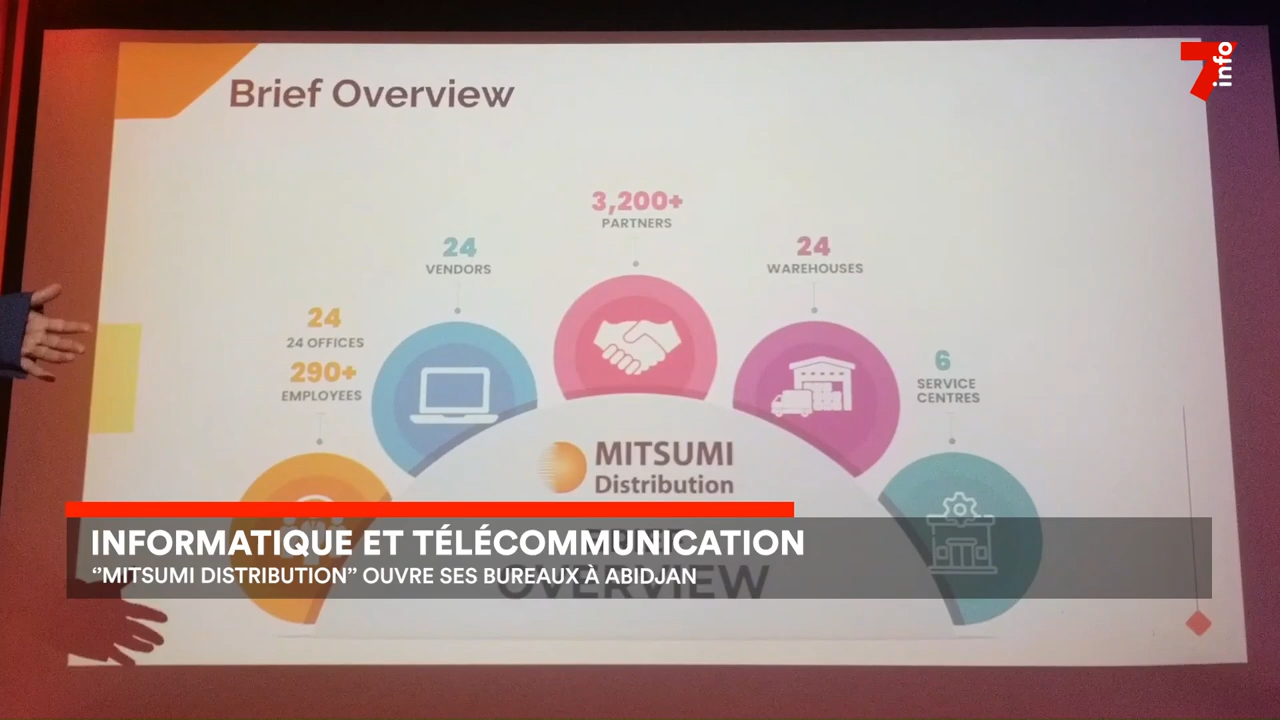 Brief Overview
7info
3,200+
PARTNERS
24
VENDORS
24
WAREHOUSES
24
24 OFFICES
290+
EMPLOYEES
6
SERVICE
CENTRES
MITSUMI
Distribution
BRIEF
OVERVIEW
INFORMATIQUE ET TÉLÉCOMMUNICATION
‘’MITSUMI DISTRIBUTION’’ OUVRE SES BUREAUX À ABIDJAN